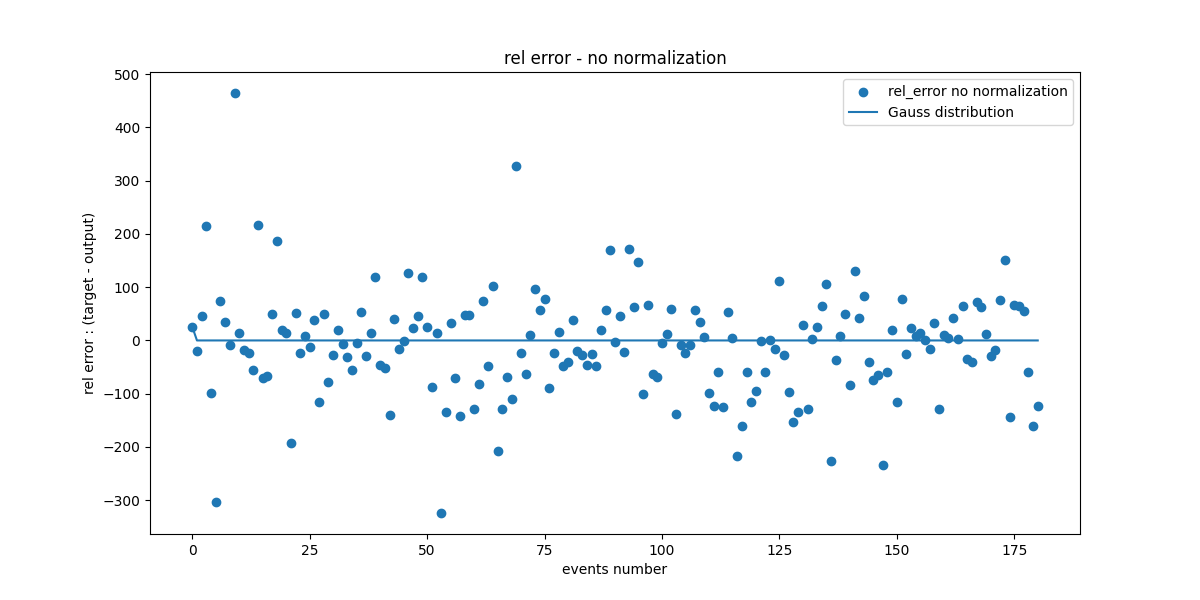 rel error - no normalization
rel_error no normalization
Gauss distribution
500
400
300
200
100
0
−100
−200
−300
rel error : (target - output)
0 25 50 75 100 125 150 175
events number